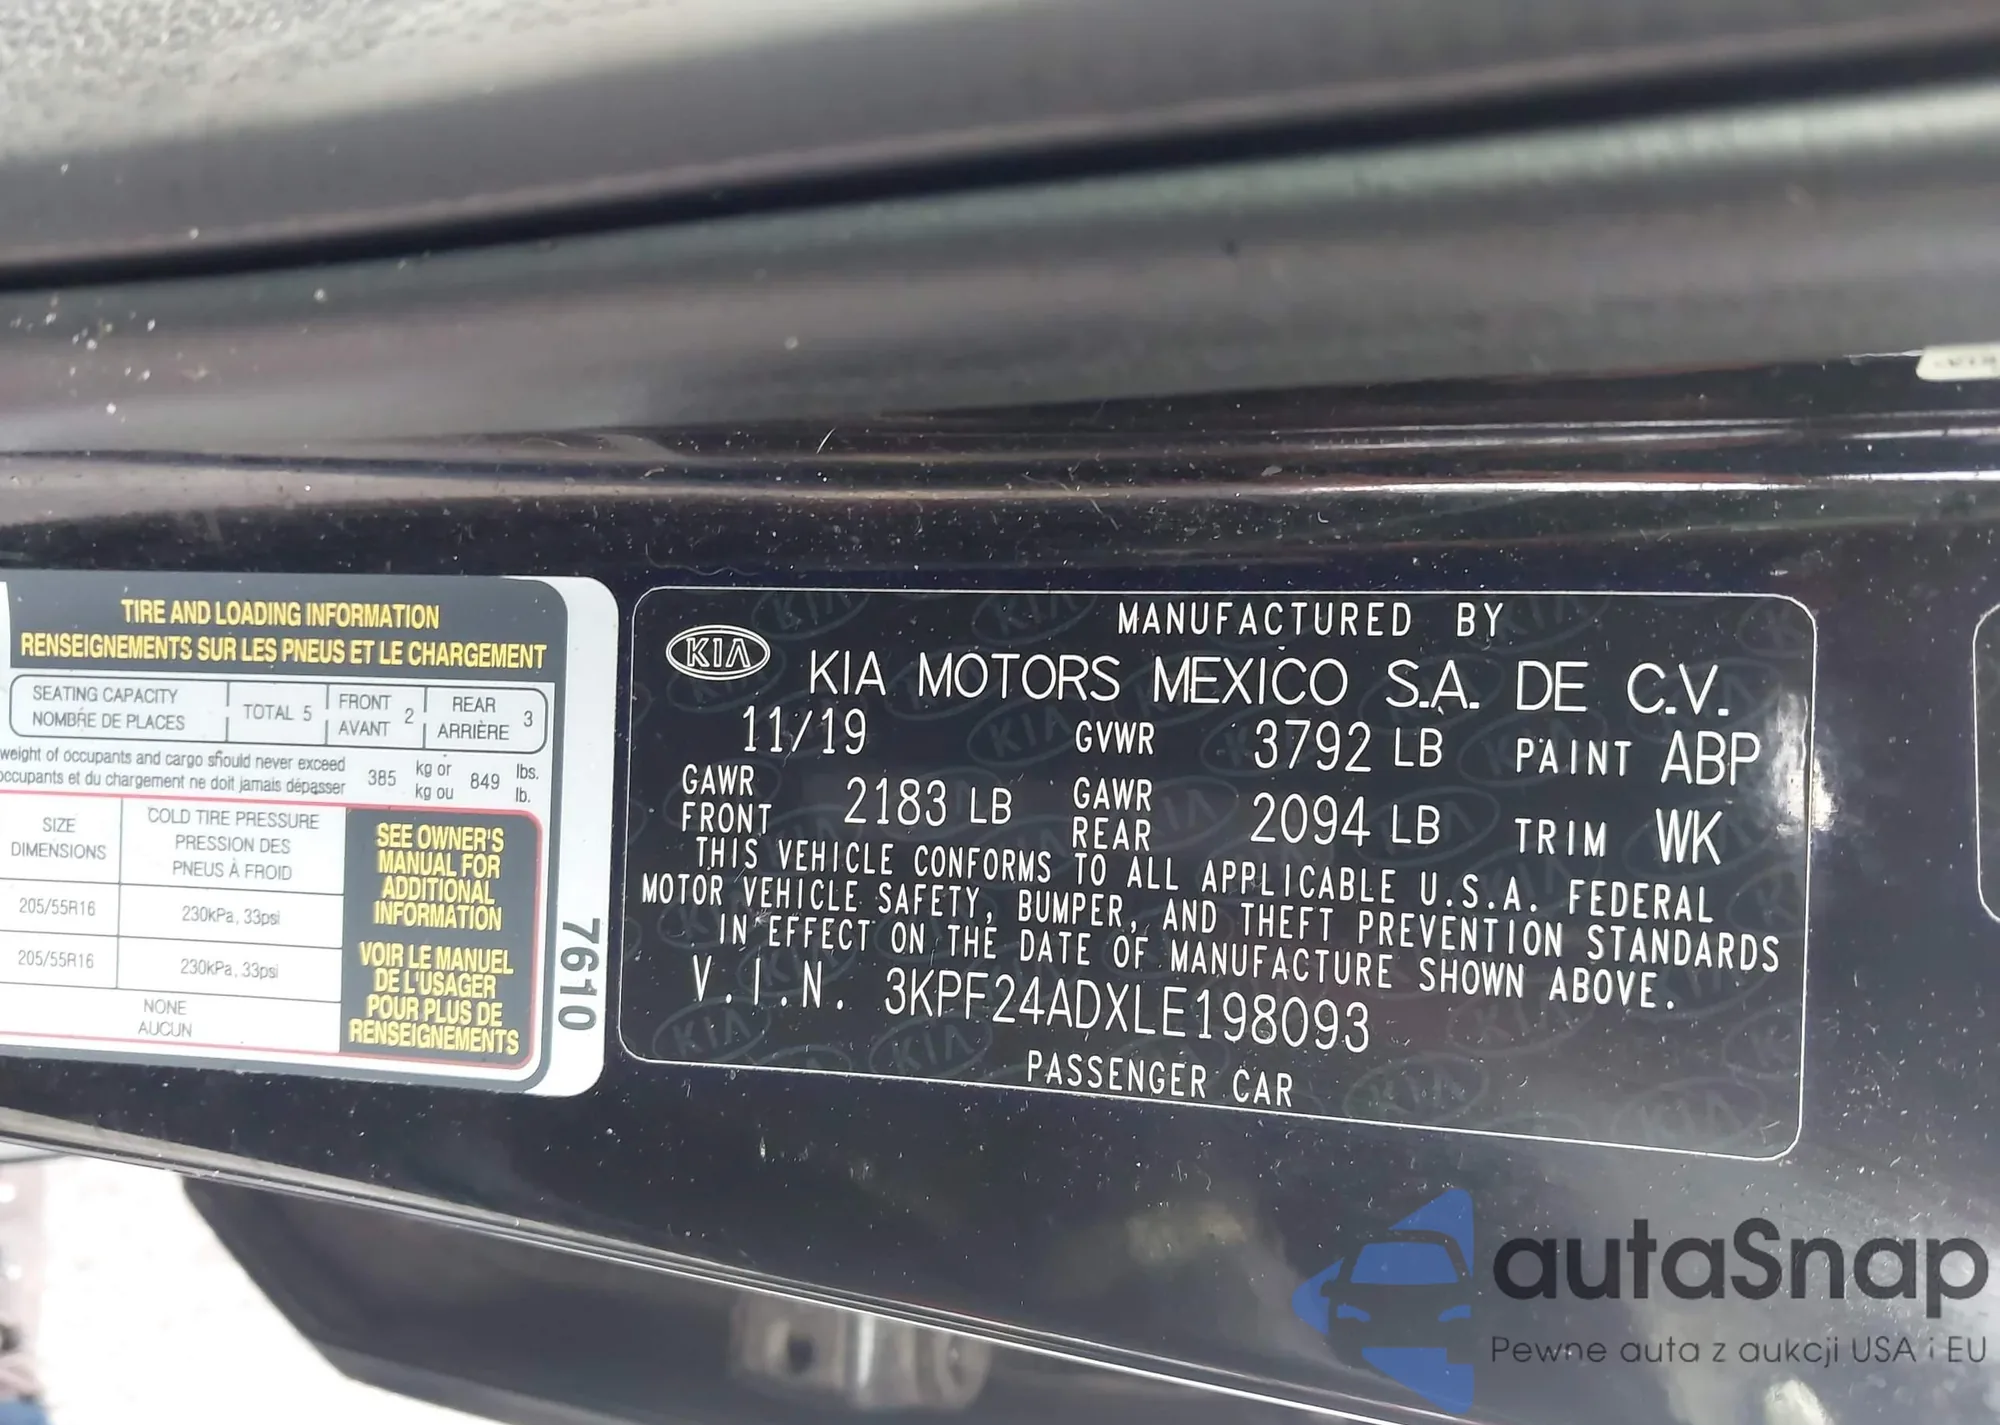 TIRE AND LOADING INFORMATION
RENSEIGNEMENTS SUR LES PNEUS ET LE CHARGEMENT
SEATING CAPACITY
NOMBRE DE PLACES
TOTAL 5
FRONT
AVANT
2
REAR
ARRIÈRE
3
weight of occupants and cargo should never exceed
occupants et du chargement ne doit jamais dépasser
385
kg or
kg ou
849
lbs.
lb.
SIZE
DIMENSIONS
COLD TIRE PRESSURE
PRESSION DES
PNEUS À FROID
205/55R16
230kPa, 33psi
205/55R16
230kPa, 33psi
NONE
AUCUN
SEE OWNER'S
MANUAL FOR
ADDITIONAL
INFORMATION
VOIR LE MANUEL
DE L'USAGER
POUR PLUS DE
RENSEIGNEMENTS
7610
MANUFACTURED BY
KIA
KIA MOTORS MEXICO S.A. DE C.V.
11/19 GVWR 3792 LB PAINT ABP
GAWR FRONT 2183 LB GAWR REAR 2094 LB TRIM WK
THIS VEHICLE CONFORMS TO ALL APPLICABLE U.S.A. FEDERAL
MOTOR VEHICLE SAFETY, BUMPER, AND THEFT PREVENTION STANDARDS
IN EFFECT ON THE DATE OF MANUFACTURE SHOWN ABOVE.
V.I.N. 3KPF24ADXLE198093
PASSENGER CAR
autaSnap
Pewne auta z aukcji USA i EU